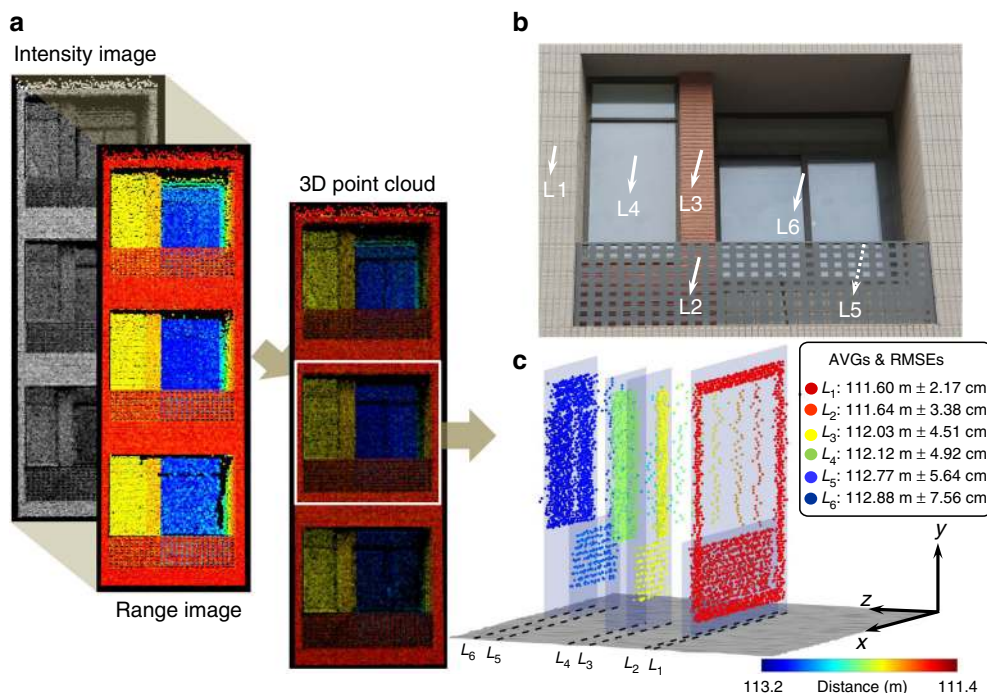 a
Intensity image
Range image
3D point cloud
b
L1
L4
L3
L6
L2
L5
c
AVGs & RMSEs
L₁: 111.60 m ± 2.17 cm
L₂: 111.64 m ± 3.38 cm
L₃: 112.03 m ± 4.51 cm
L₄: 112.12 m ± 4.92 cm
L₅: 112.77 m ± 5.64 cm
L₆: 112.88 m ± 7.56 cm
y
z
x
L₆ L₅ L₄ L₃ L₂ L₁
113.2 Distance (m) 111.4